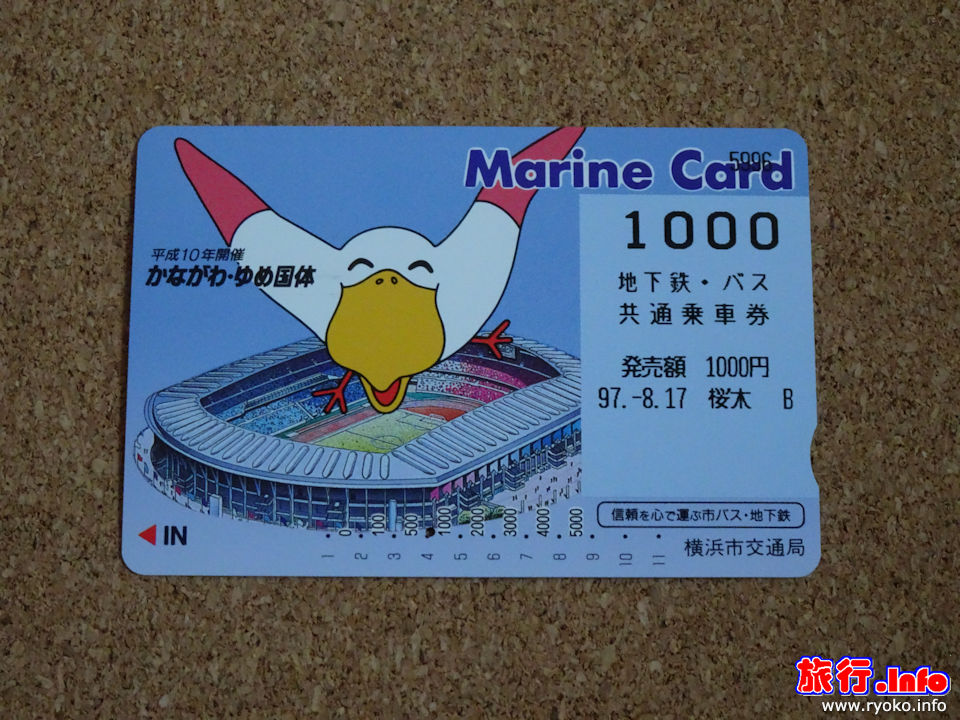 Marine Card
5996
1000
地下鉄・バス
共通乗車券
発売額 1000円
97.-8.17 桜木 B
平成10年開催
かながわ・ゆめ国体
IN
0 100 500 1000 2000 3000 4000 5000
1 2 3 4 5 6 7 8 9 10 11
信頼を心で運ぶ市バス・地下鉄
横浜市交通局
旅行.Info
www.ryoko.info